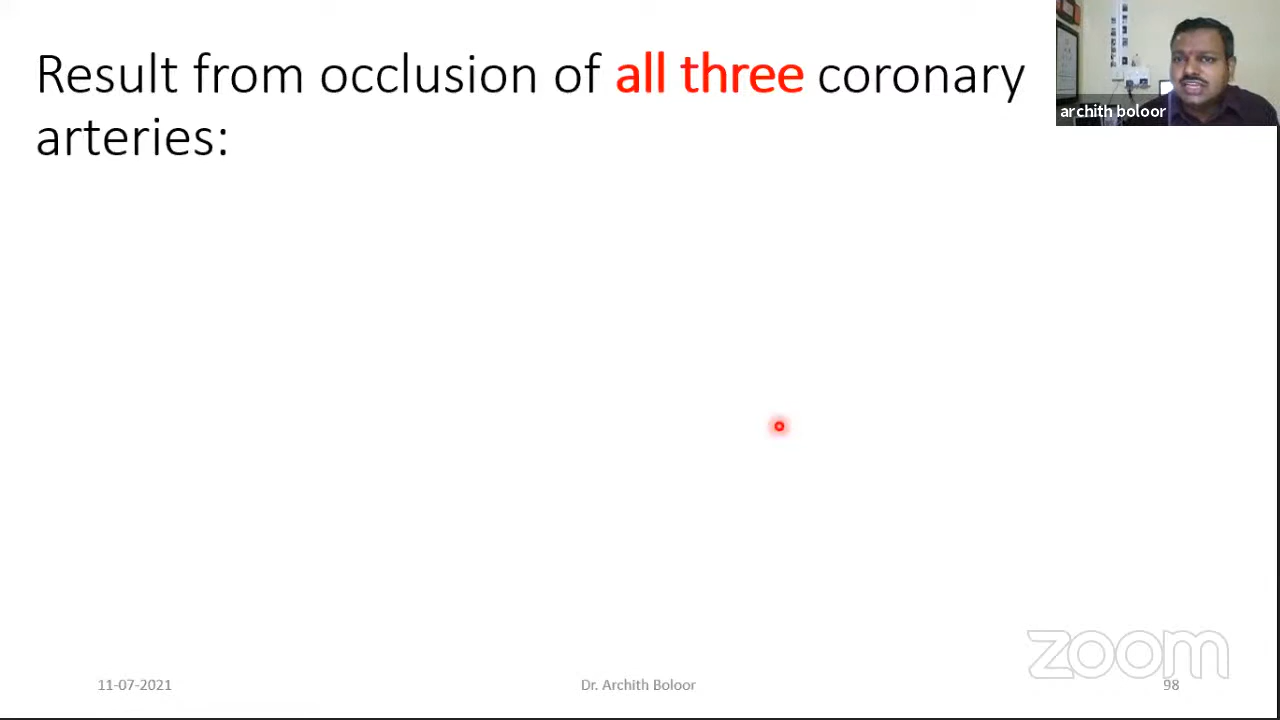 Result from occlusion of all three coronary
arteries:
archith boloor
zoom
11-07-2021
Dr. Archith Boloor
98